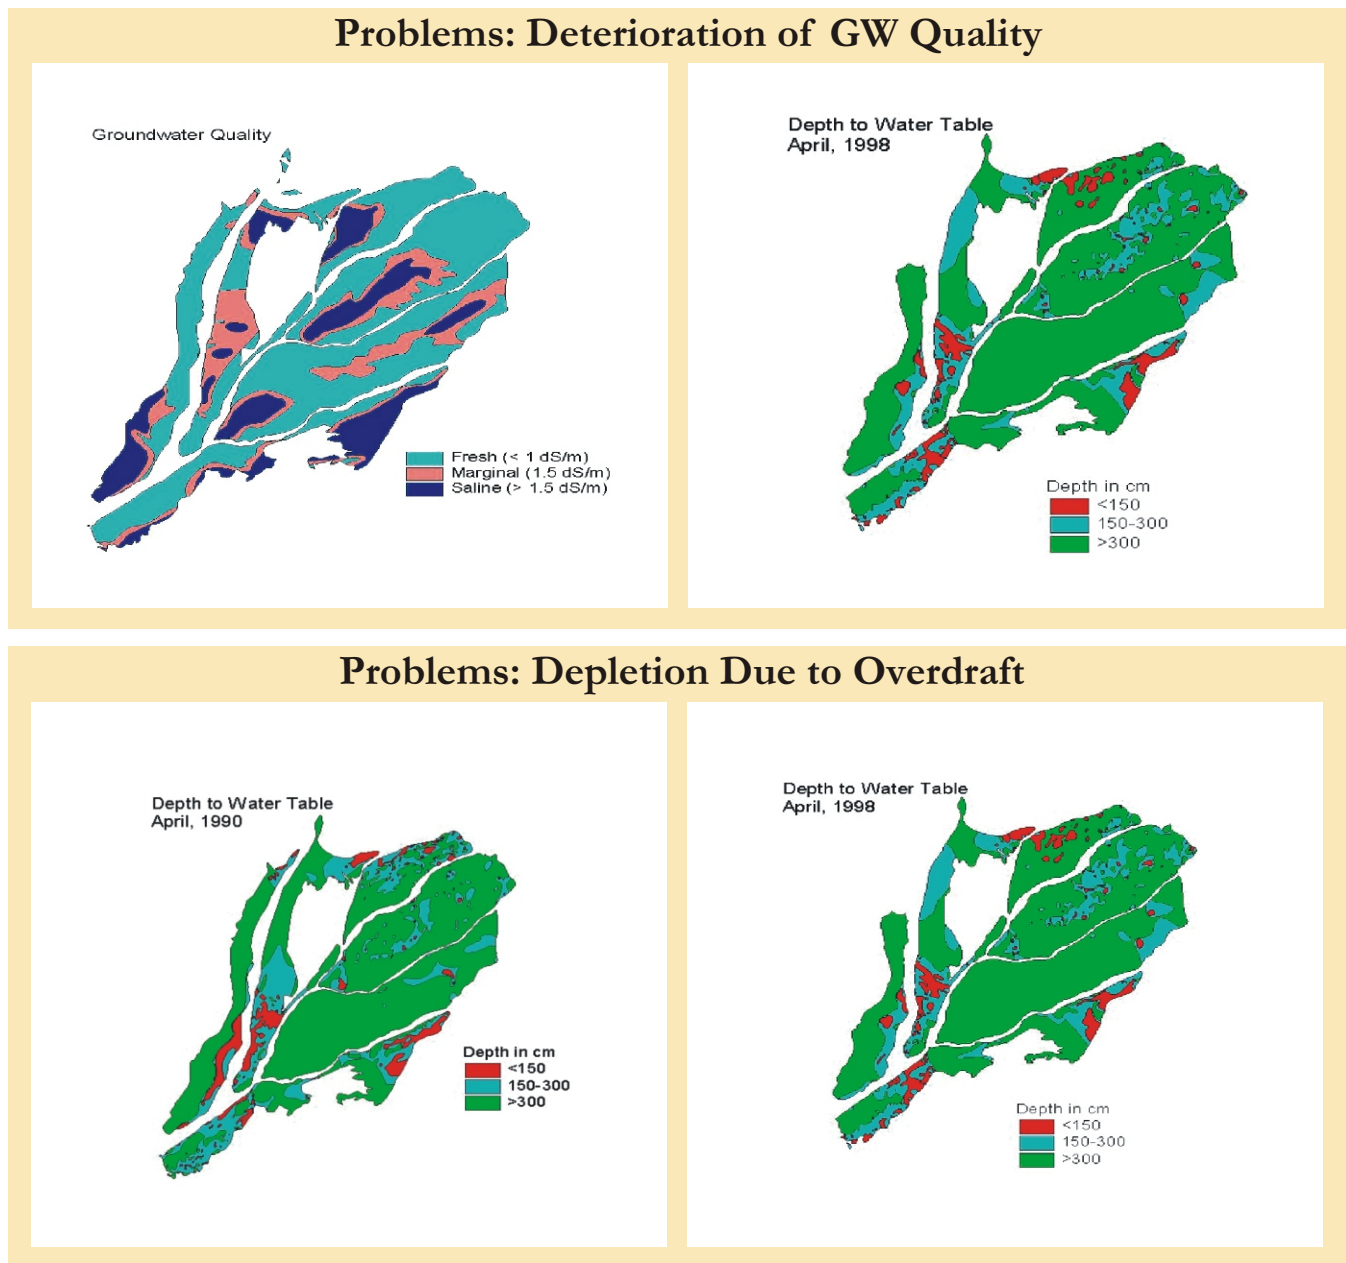 Problems: Deterioration of GW Quality
Groundwater Quality
Fresh (< 1 dS/m)
Marginal (1.5 dS/m)
Saline (> 1.5 dS/m)
Depth to Water Table
April, 1998
Depth in cm
<150
150-300
>300
Problems: Depletion Due to Overdraft
Depth to Water Table
April, 1990
Depth in cm
<150
150-300
>300
Depth to Water Table
April, 1998
Depth in cm
<150
150-300
>300